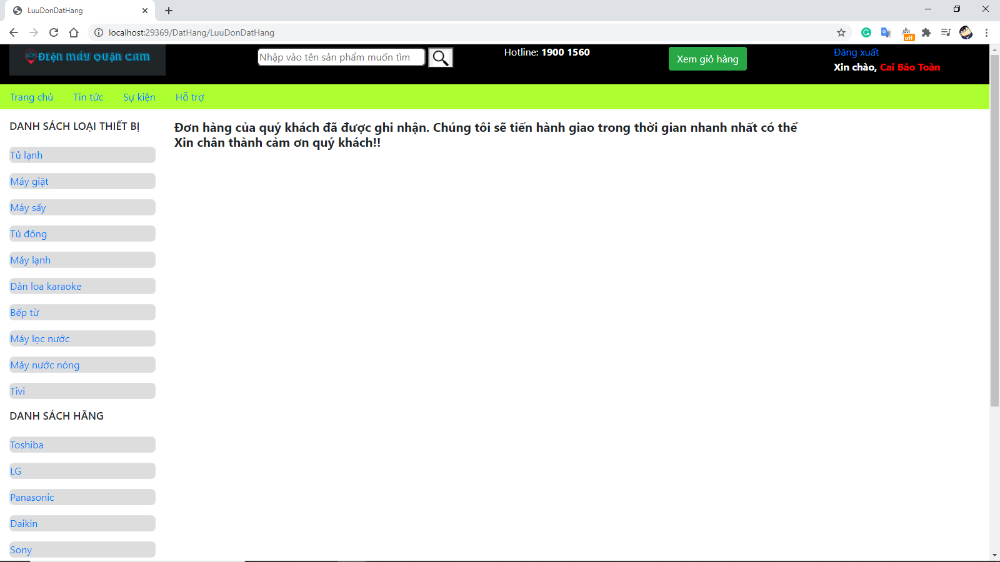 LuuDonDatHang
localhost:29369/DatHang/LuuDonDatHang
off
Điện máy quận cam
Nhập vào tên sản phẩm muốn tìm
Hotline: 1900 1560
Xem giỏ hàng
Đăng xuất
Xin chào, Cai Bảo Toàn
Trang chủ Tin tức Sự kiện Hỗ trợ
DANH SÁCH LOẠI THIẾT BỊ
Tủ lạnh
Máy giặt
Máy sấy
Tủ đông
Máy lạnh
Dàn loa karaoke
Bếp từ
Máy lọc nước
Máy nước nóng
Tivi
DANH SÁCH HÃNG
Toshiba
LG
Panasonic
Daikin
Sony
Đơn hàng của quý khách đã được ghi nhận. Chúng tôi sẽ tiến hành giao trong thời gian nhanh nhất có thể
Xin chân thành cảm ơn quý khách!!